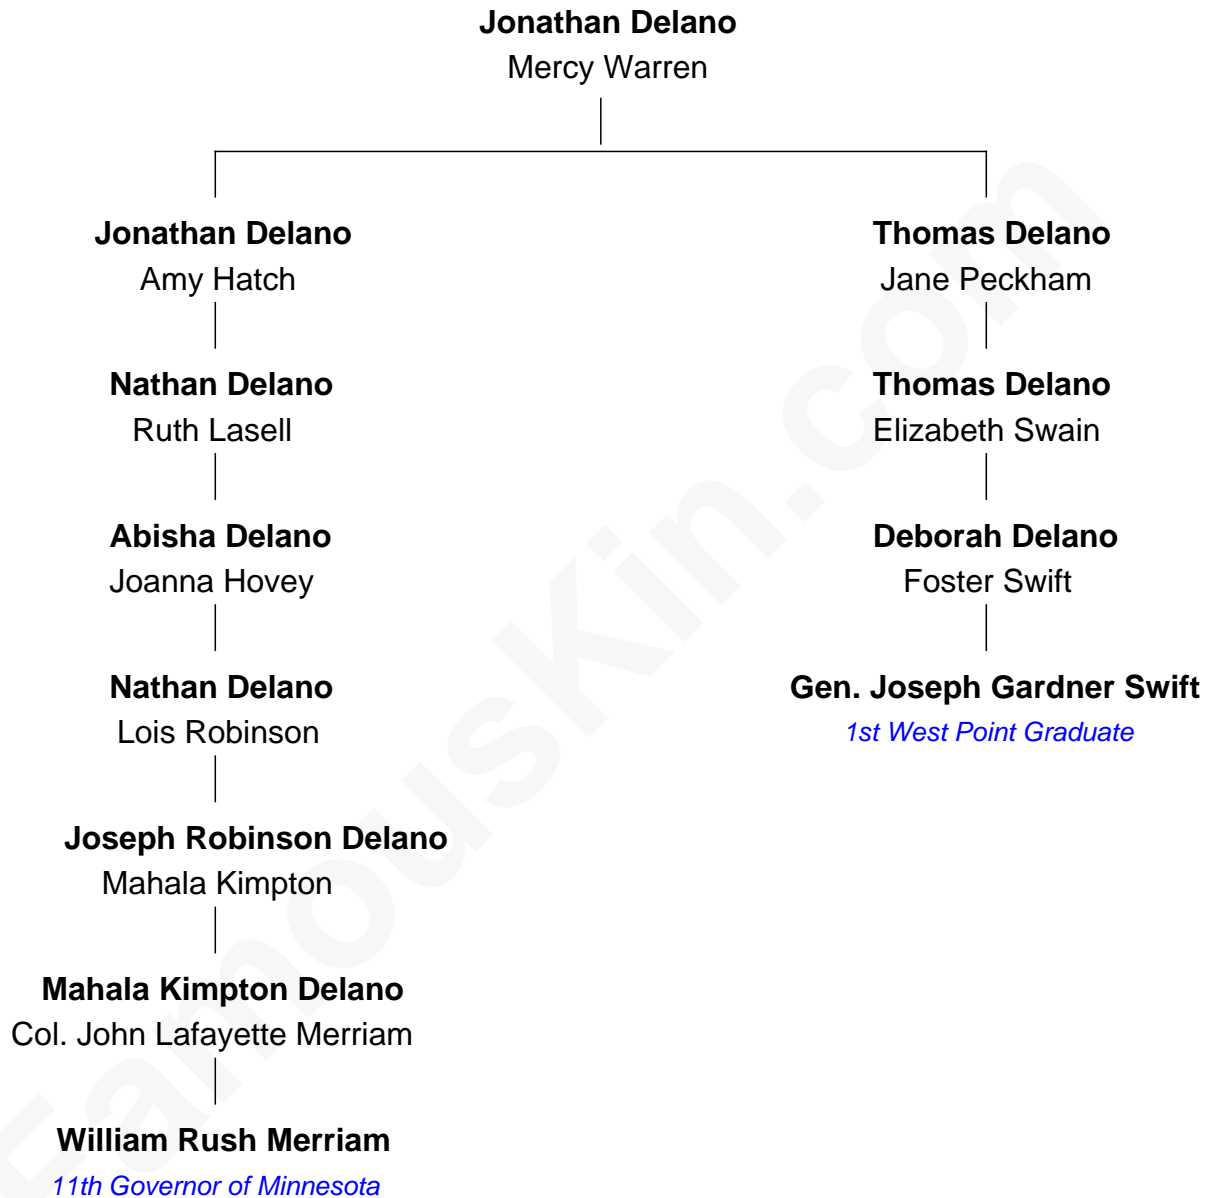 Jonathan Delano
Mercy Warren
Jonathan Delano
Amy Hatch
Nathan Delano
Ruth Lasell
Abisha Delano
Joanna Hovey
Nathan Delano
Lois Robinson
Joseph Robinson Delano
Mahala Kimpton
Mahala Kimpton Delano
Col. John Lafayette Merriam
William Rush Merriam
11th Governor of Minnesota
Thomas Delano
Jane Peckham
Thomas Delano
Elizabeth Swain
Deborah Delano
Foster Swift
Gen. Joseph Gardner Swift
1st West Point Graduate
FamousKin.com